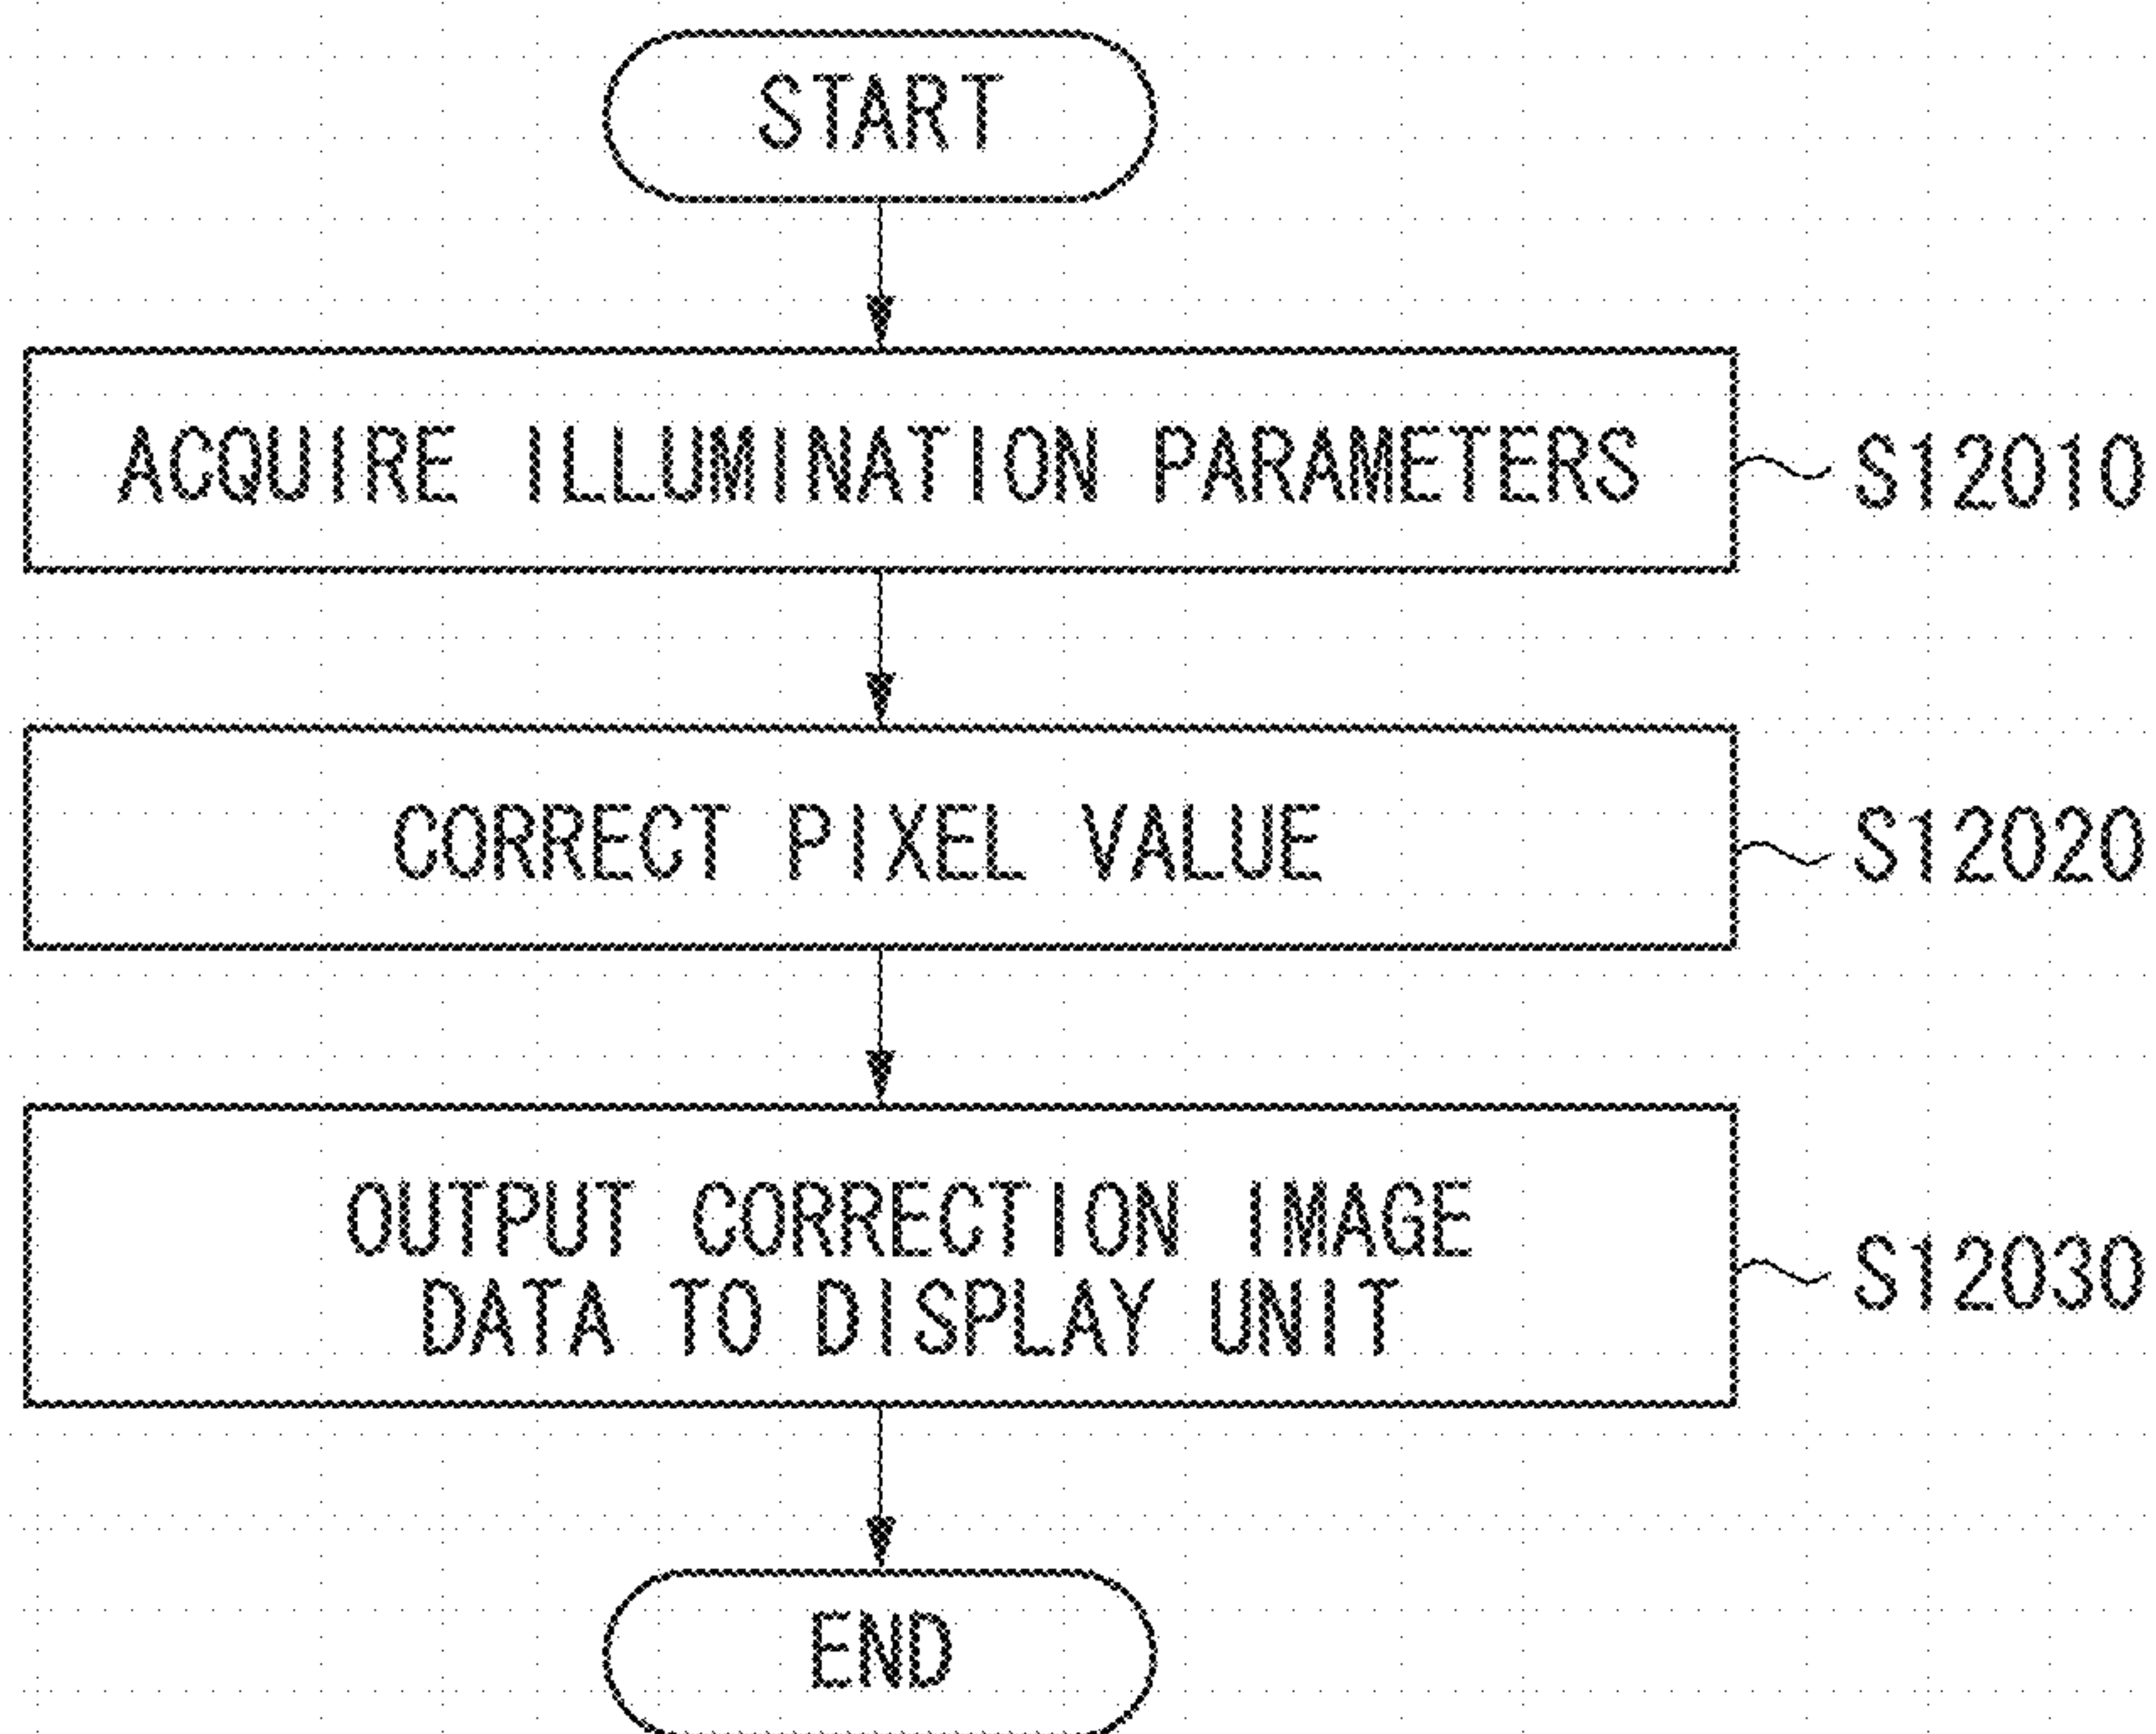 START
ACQUIRE ILLUMINATION PARAMETERS
S12010
CORRECT PIXEL VALUE
S12020
OUTPUT CORRECTION IMAGE
DATA TO DISPLAY UNIT
S12030
END